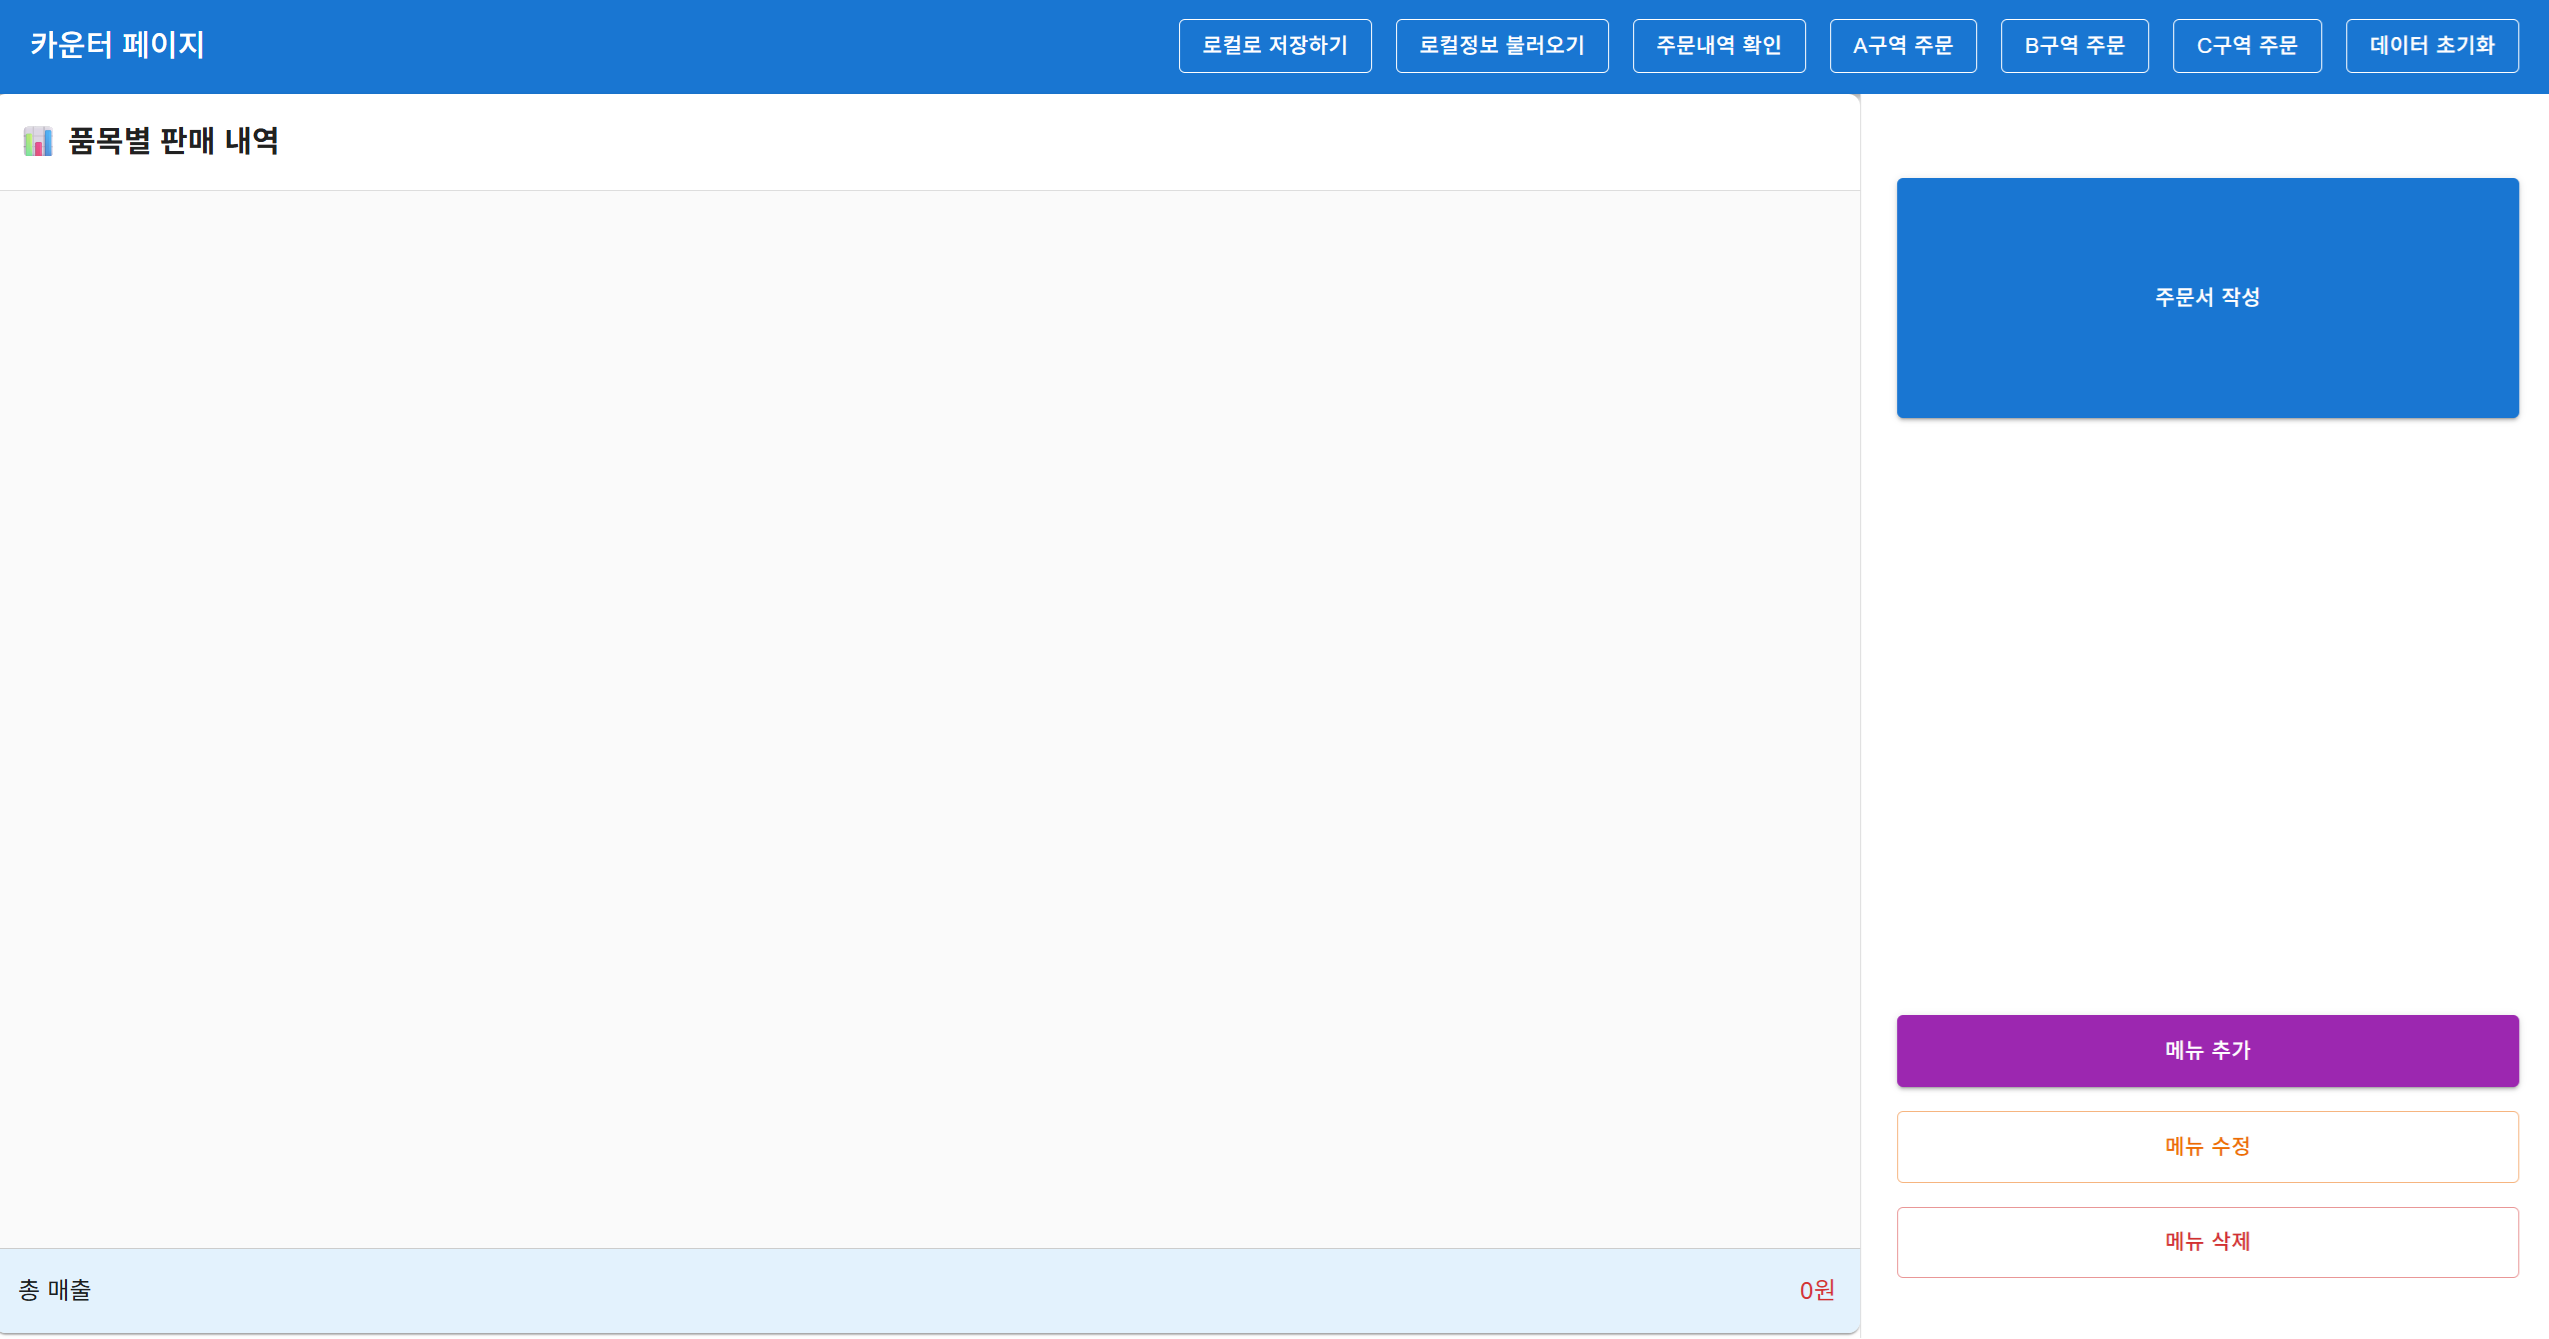 카운터 페이지
로컬로 저장하기
로컬정보 불러오기
주문내역 확인
A구역 주문
B구역 주문
C구역 주문
데이터 초기화
품목별 판매 내역
주문서 작성
메뉴 추가
메뉴 수정
메뉴 삭제
총 매출 0원